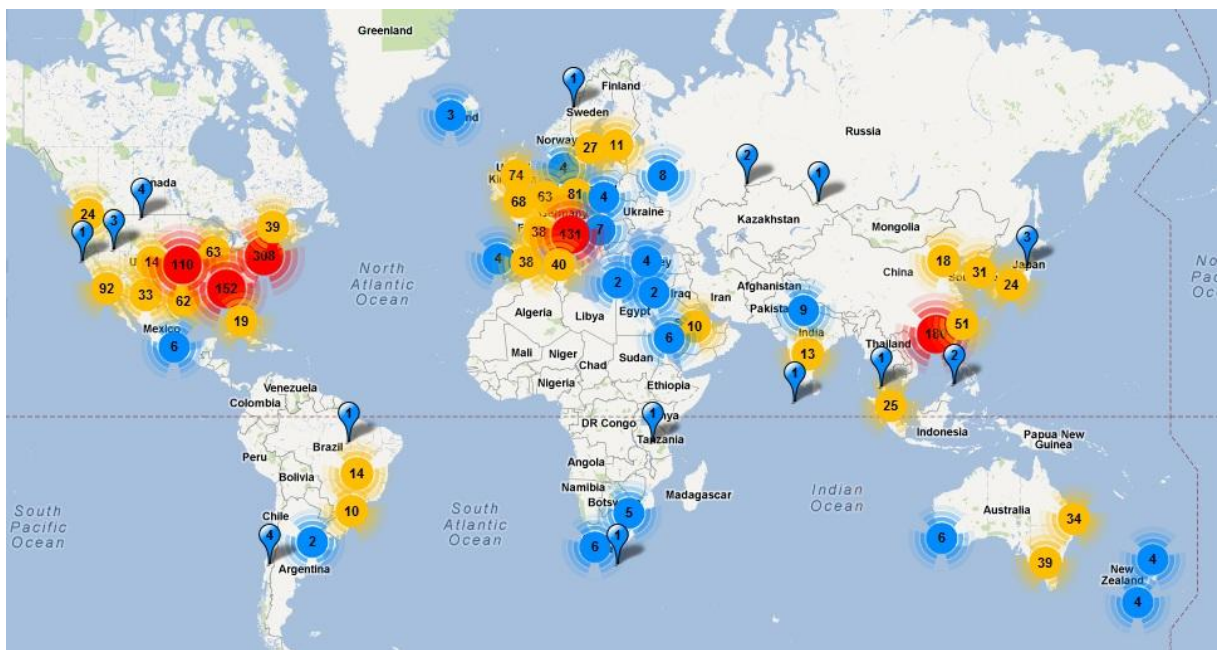 Greenland
1
Finland
3
Sweden
Russia
Norway
27
11
4
2
1
74
8
4
Kazakhstan
68
63
81
4
Ukraine
Mongolia
24
3
1
39
38
131
7
China
18
31
3
Japan
24
14
110
63
308
North
Atlantic
Ocean
4
38
40
4
2
2
Iraq
Iran
Afghanistan
Pakistan
92
33
62
152
19
Mexico
6
Algeria
Libya
Egypt
10
6
9
India
13
1
51
Thailand
1
2
Mali
Niger
Chad
Sudan
Nigeria
Ethiopia
Venezuela
Colombia
25
Indonesia
Papua New
Guinea
1
Brazil
Peru
Bolivia
14
10
DR Congo
1
Tanzania
Angola
Namibia
Madagascar
South
Pacific
Ocean
South
Atlantic
Ocean
Indian
Ocean
Chile
4
2
Argentina
5
6
1
Australia
34
6
39
New
Zealand
4
4